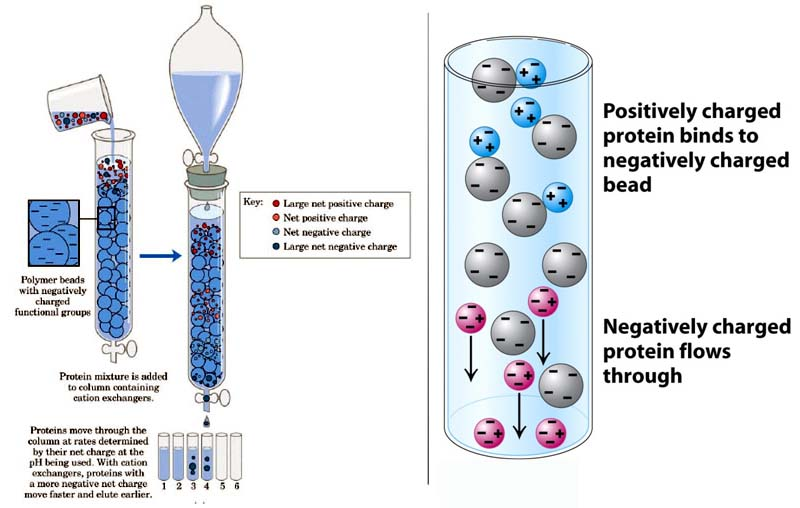 Key:
Large net positive charge
Net positive charge
Net negative charge
Large net negative charge
Polymer beads
with negatively
charged
functional groups
Protein mixture is added
to column containing
cation exchangers.
Proteins move through the
column at rates determined
by their net charge at the
pH being used. With cation
exchangers, proteins with
a more negative net charge
move faster and elute earlier.
1 2 3 4 5 6
Positively charged
protein binds to
negatively charged
bead
Negatively charged
protein flows
through